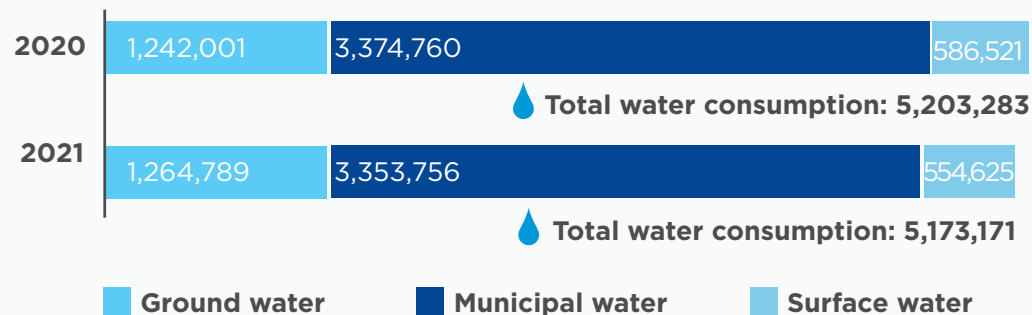 2020 1,242,001 3,374,760 586,521
Total water consumption: 5,203,283
2021 1,264,789 3,353,756 554,625
Total water consumption: 5,173,171
Ground water Municipal water Surface water